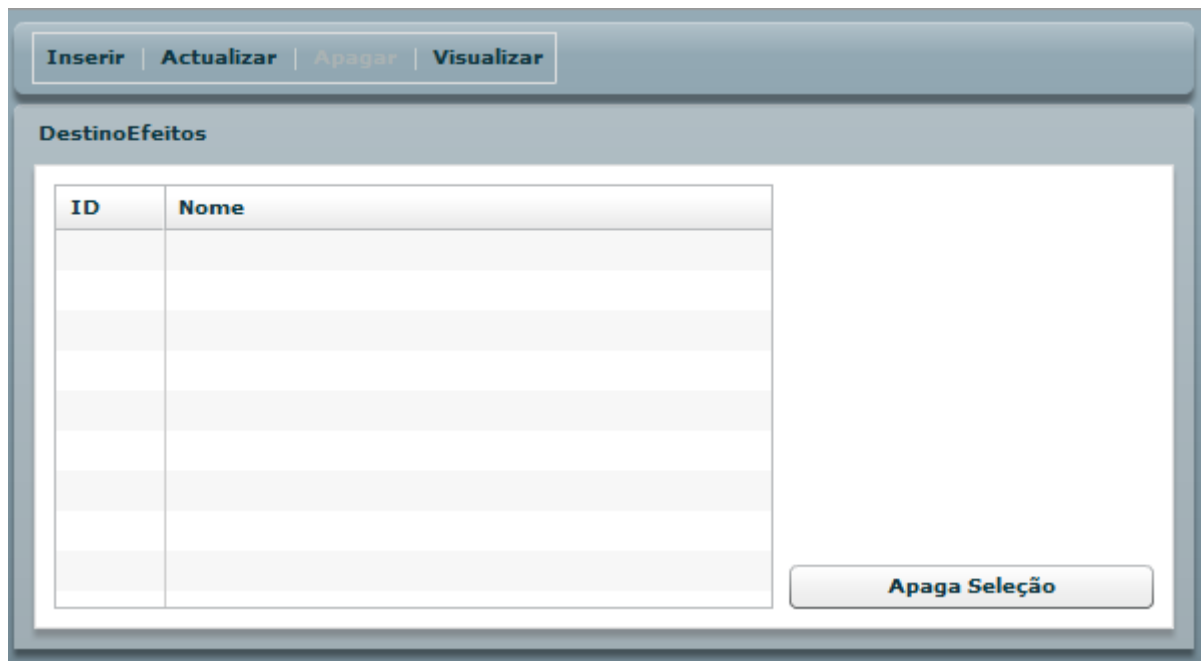 Inserir | Actualizar | Apagar | Visualizar
DestinoEfeitos
ID Nome
Apaga Seleção